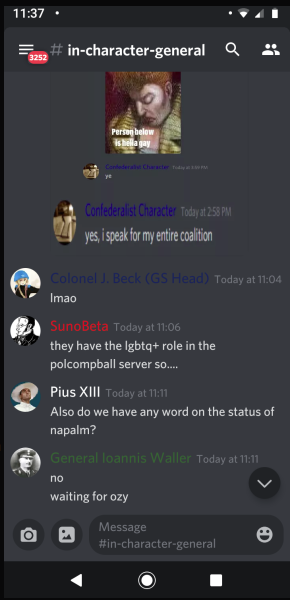 11:37
3252
# in-character-general
Person below
is hella gay
Confederalist Character Today at 2:58 PM
ye
Confederalist Character Today at 2:58 PM
yes, i speak for my entire coalition
Colonel J. Beck (GS Head) Today at 11:04
lmao
SunoBeta Today at 11:06
they have the lgbtq+ role in the
polcompball server so....
Pius XIII Today at 11:11
Also do we have any word on the status of
napalm?
General Ioannis Waller Today at 11:11
no
waiting for ozy
Message
#in-character-general